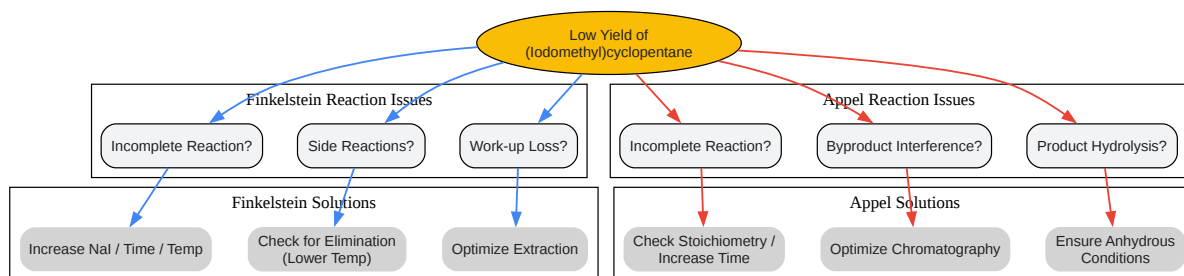 Low Yield of
(Iodomethyl)cyclopentane
Finkelstein Reaction Issues
Appel Reaction Issues
Incomplete Reaction?
Side Reactions?
Work-up Loss?
Incomplete Reaction?
Byproduct Interference?
Product Hydrolysis?
Finkelstein Solutions
Appel Solutions
Increase NaI / Time / Temp
Check for Elimination
(Lower Temp)
Optimize Extraction
Check Stoichiometry /
Increase Time
Optimize Chromatography
Ensure Anhydrous
Conditions